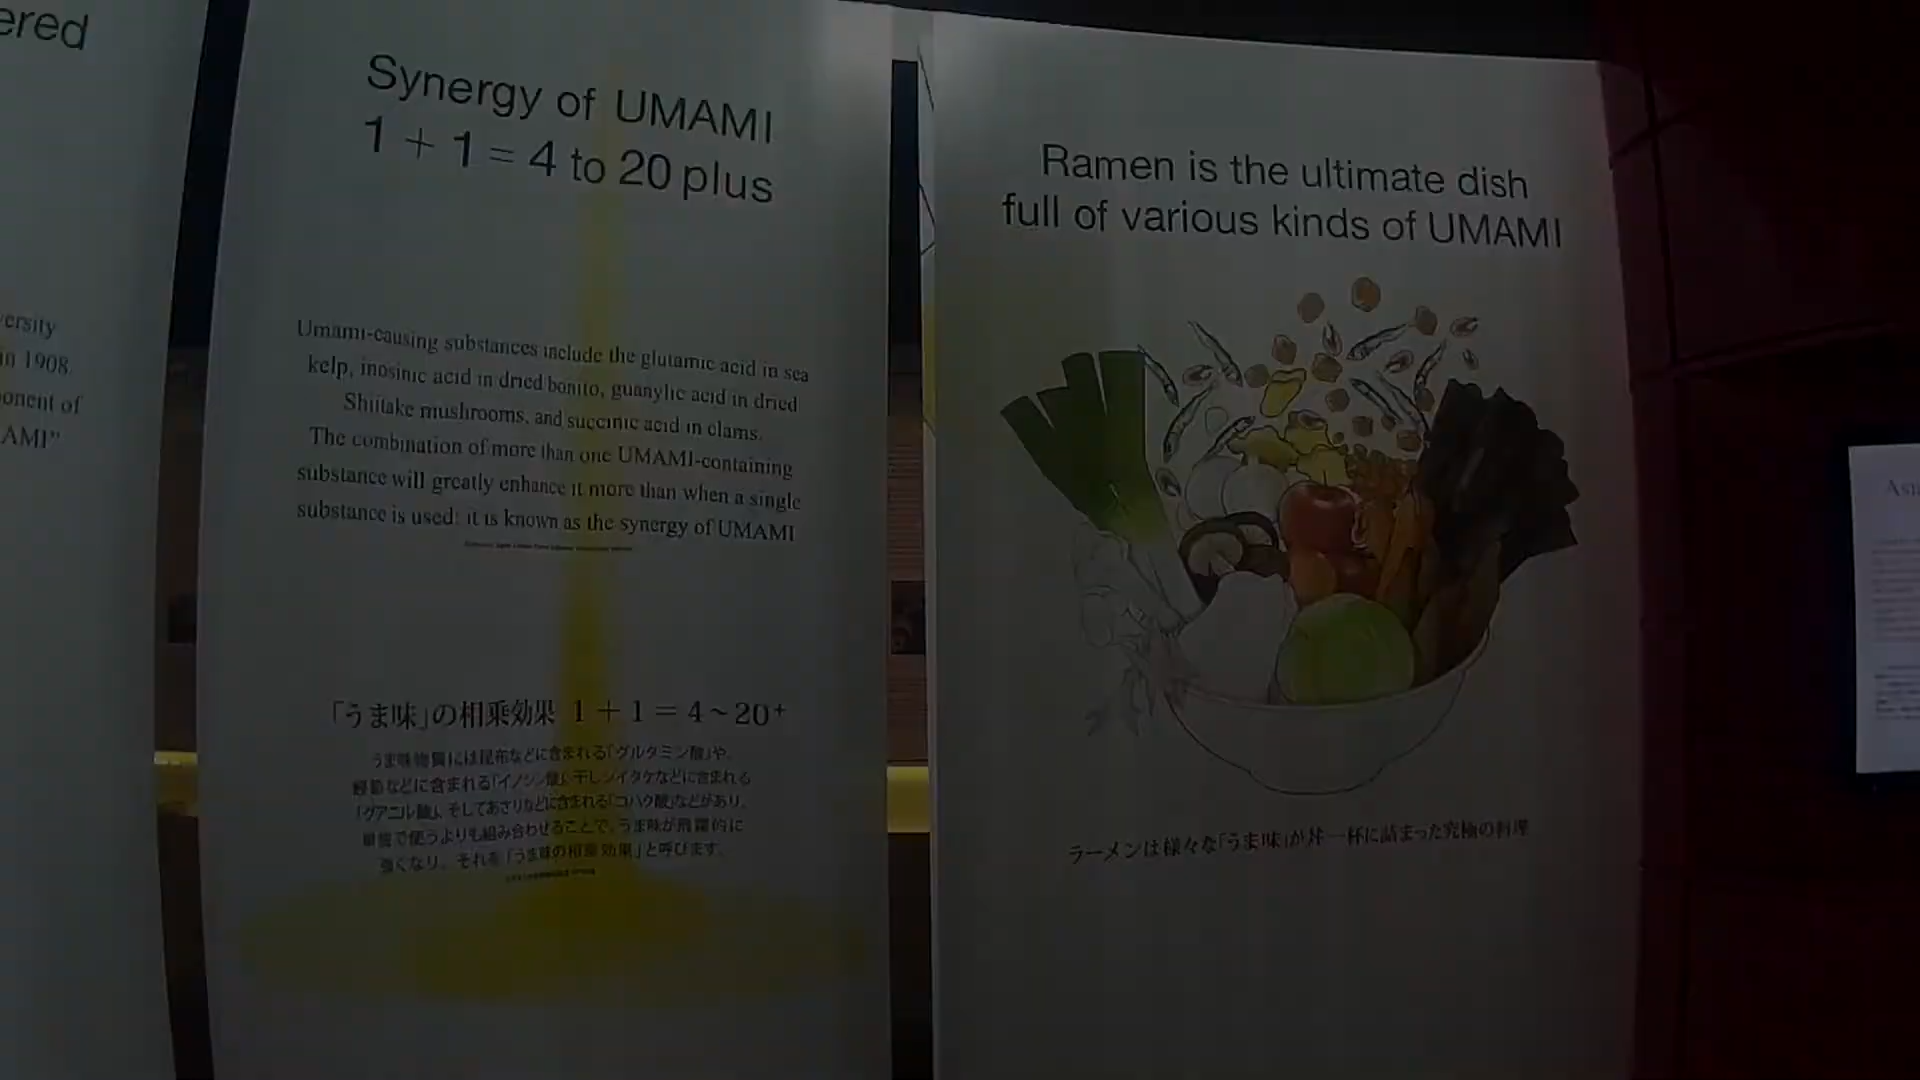 ered
versity
in 1908.
onent of
AMI”
Synergy of UMAMI
1 + 1 = 4 to 20 plus
Umami-causing substances include the glutamic acid in sea
kelp, inosinic acid in dried bonito, guanylic acid in dried
Shiitake mushrooms, and succinic acid in clams.
The combination of more than one UMAMI-containing
substance will greatly enhance it more than when a single
substance is used: it is known as the synergy of UMAMI
「うま味」の相乗効果 1 + 1 = 4 ~ 20⁺
うま味物質には昆布などに含まれる「グルタミン酸」や、
鰹節などに含まれる「イノシン酸」、干しシイタケなどに含まれる
「グアニル酸」、そしてあさりなどに含まれる「コハク酸」などがあり、
単独で使うよりも組み合わせることで、うま味が飛躍的に
強くなり、それを「うま味の相乗効果」と呼びます。
Ramen is the ultimate dish
full of various kinds of UMAMI
ラーメンは様々な「うま味」が丼一杯に詰まった究極の料理